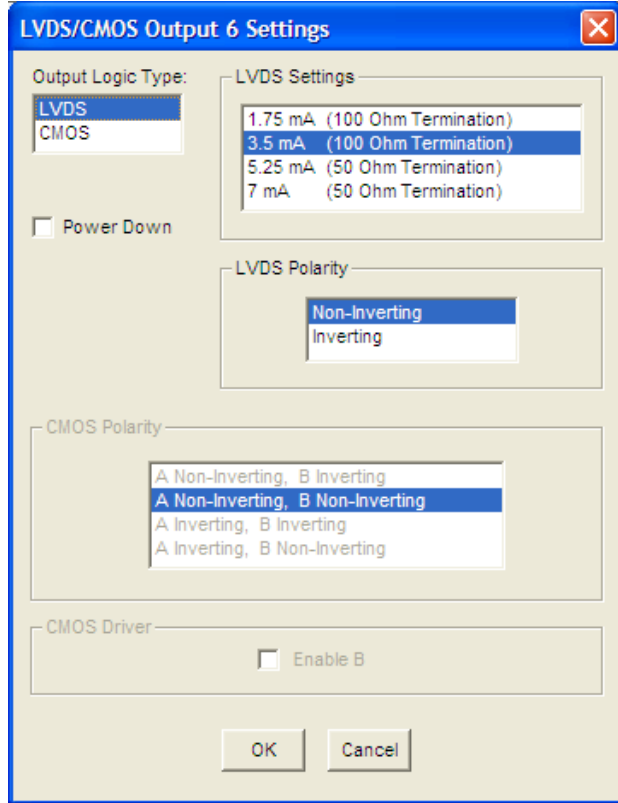 LVDS/CMOS Output 6 Settings
Output Logic Type:
LVDS
CMOS
Power Down
LVDS Settings
1.75 mA (100 Ohm Termination)
3.5 mA (100 Ohm Termination)
5.25 mA (50 Ohm Termination)
7 mA (50 Ohm Termination)
LVDS Polarity
Non-Inverting
Inverting
CMOS Polarity
A Non-Inverting, B Inverting
A Non-Inverting, B Non-Inverting
A Inverting, B Inverting
A Inverting, B Non-Inverting
CMOS Driver
Enable B
OK
Cancel